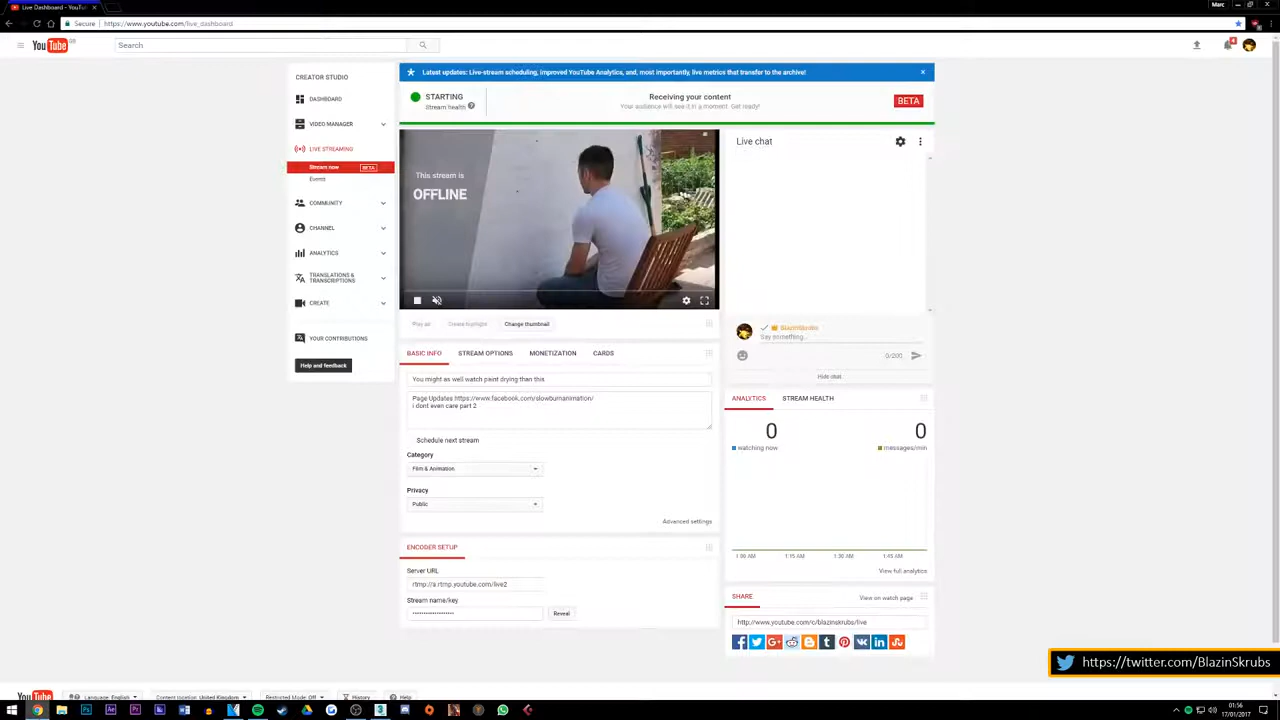 Live Dashboard - YouTu
Marc
Secure
https://www.youtube.com/live_dashboard
YouTube GB
Search
4
CREATOR STUDIO
DASHBOARD
VIDEO MANAGER
LIVE STREAMING
Stream now BETA
Events
COMMUNITY
CHANNEL
ANALYTICS
TRANSLATIONS &
TRANSCRIPTIONS
CREATE
YOUR CONTRIBUTIONS
Help and feedback
Latest updates: Live-stream scheduling, improved YouTube Analytics, and, most importantly, live metrics that transfer to the archive!
STARTING
Stream health
Receiving your content
Your audience will see it in a moment. Get ready!
BETA
This stream is
OFFLINE
Play ad
Create highlight
Change thumbnail
BASIC INFO
STREAM OPTIONS
MONETIZATION
CARDS
You might as well watch paint drying than this
Page Updates https://www.facebook.com/slowburnanimation/
i dont even care part 2
Schedule next stream
Category
Film & Animation
Privacy
Public
Advanced settings
ENCODER SETUP
Server URL
rtmp://a.rtmp.youtube.com/live2
Stream name/key
Reveal
Live chat
BlazinSkrubs
Say something...
0/200
Hide chat
ANALYTICS
STREAM HEALTH
0
0
watching now
messages/min
1:15 AM
1:30 AM
1:45 AM
View full analytics
SHARE
View on watch page
http://www.youtube.com/c/blazinskrubs/live
https://twitter.com/BlazinSkrubs
YouTube
Language: English
Content location: United Kingdom
Restricted Mode: Off
History
Help
01:56
17/01/2017